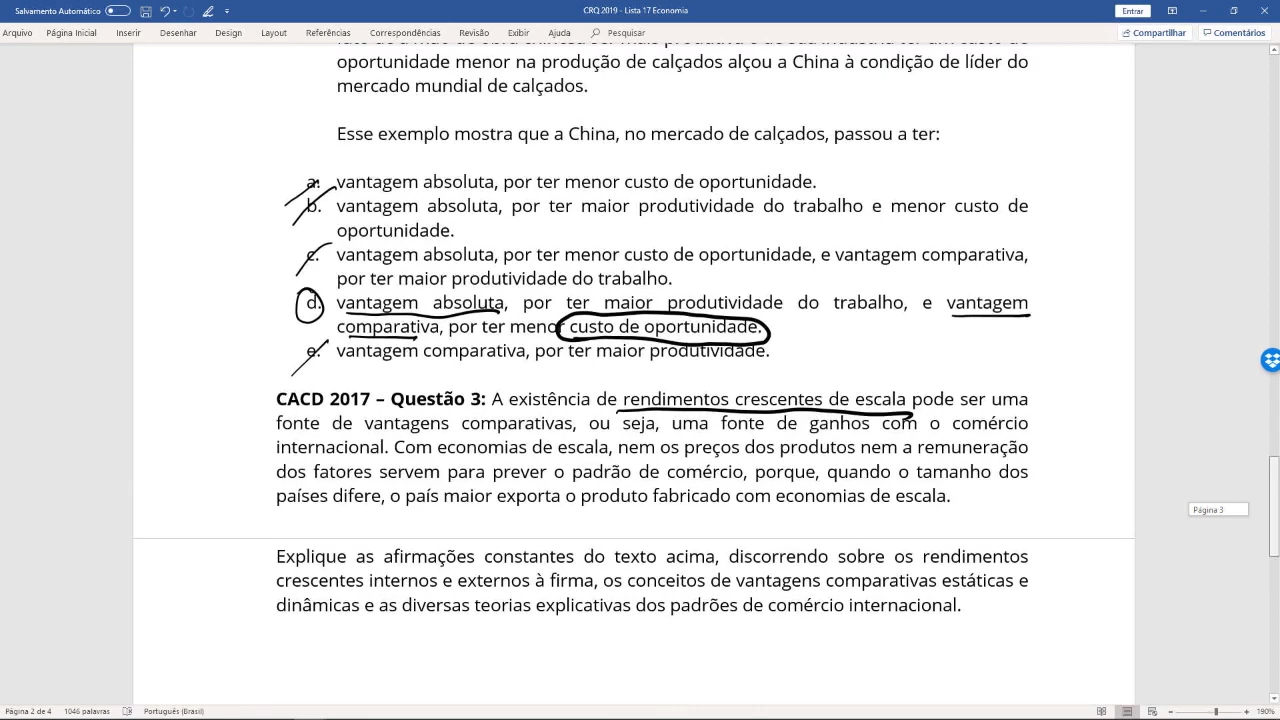 Salvamento Automático
CRQ 2019 - Lista 17 Economia
Entrar
Arquivo Página Inicial Inserir Desenhar Design Layout Referências Correspondências Revisão Exibir Ajuda Pesquisar Compartilhar Comentários
oportunidade menor na produção de calçados alçou a China à condição de líder do
mercado mundial de calçados.
Esse exemplo mostra que a China, no mercado de calçados, passou a ter:
a. vantagem absoluta, por ter menor custo de oportunidade.
b. vantagem absoluta, por ter maior produtividade do trabalho e menor custo de
oportunidade.
c. vantagem absoluta, por ter menor custo de oportunidade, e vantagem comparativa,
por ter maior produtividade do trabalho.
d. vantagem absoluta, por ter maior produtividade do trabalho, e vantagem
comparativa, por ter menor custo de oportunidade.
e. vantagem comparativa, por ter maior produtividade.
CACD 2017 – Questão 3: A existência de rendimentos crescentes de escala pode ser uma
fonte de vantagens comparativas, ou seja, uma fonte de ganhos com o comércio
internacional. Com economias de escala, nem os preços dos produtos nem a remuneração
dos fatores servem para prever o padrão de comércio, porque, quando o tamanho dos
países difere, o país maior exporta o produto fabricado com economias de escala.
Página 3
Explique as afirmações constantes do texto acima, discorrendo sobre os rendimentos
crescentes internos e externos à firma, os conceitos de vantagens comparativas estáticas e
dinâmicas e as diversas teorias explicativas dos padrões de comércio internacional.
Página 2 de 4 1046 palavras Português (Brasil) 190%